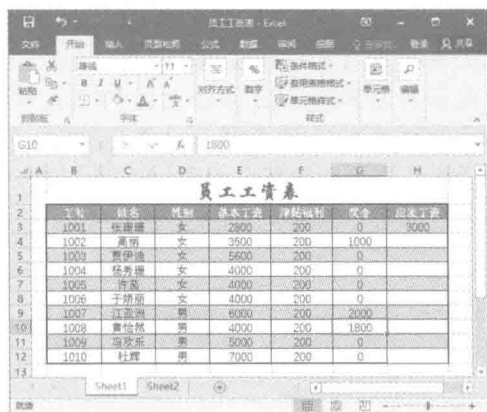 员工工资表 - Excel
文件 开始 插入 页面布局 公式 数据 审阅 视图 登录 共享
等线 11
粘贴 B I U A 对齐方式 数字 条件格式 套用表格格式 单元格样式 单元格 编辑
剪贴板 字体 样式
G10 fx 1800
A B C D E F G H
1 员工工资表
2 工号 姓名 性别 基本工资 津贴福利 奖金 应发工资
3 1001 张珊珊 女 2800 200 0 3000
4 1002 高丽 女 3500 200 1000
5 1003 贾伊迪 女 5600 200 0
6 1004 杨秀珊 女 4000 200 0
7 1005 许茵 女 4000 200 0
8 1006 于娇丽 女 4000 200 0
9 1007 江亚洲 男 6000 200 2000
10 1008 黄怡然 男 4000 200 1800
11 1009 冯欢乐 男 5000 200 0
12 1010 杜辉 男 7000 200 0
13
Sheet1 Sheet2
就绪